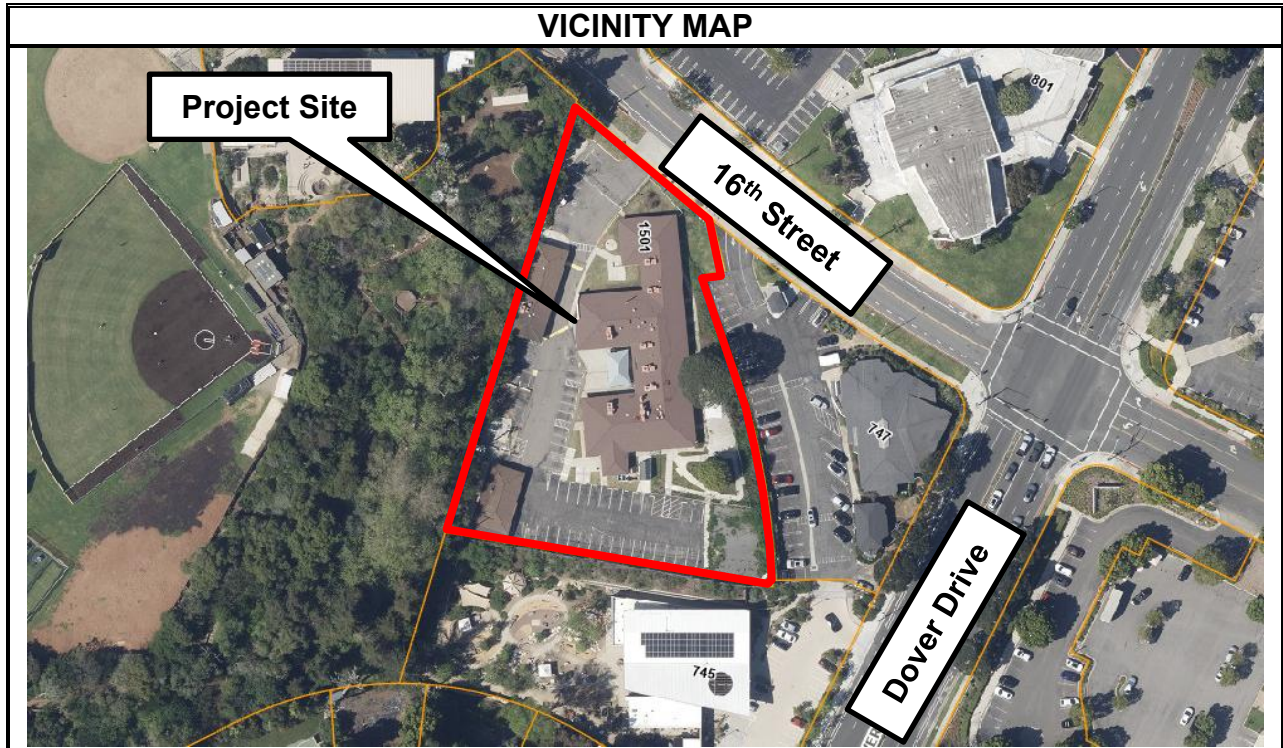 VICINITY MAP
Project Site
801
16th Street
1501
747
Dover Drive
745